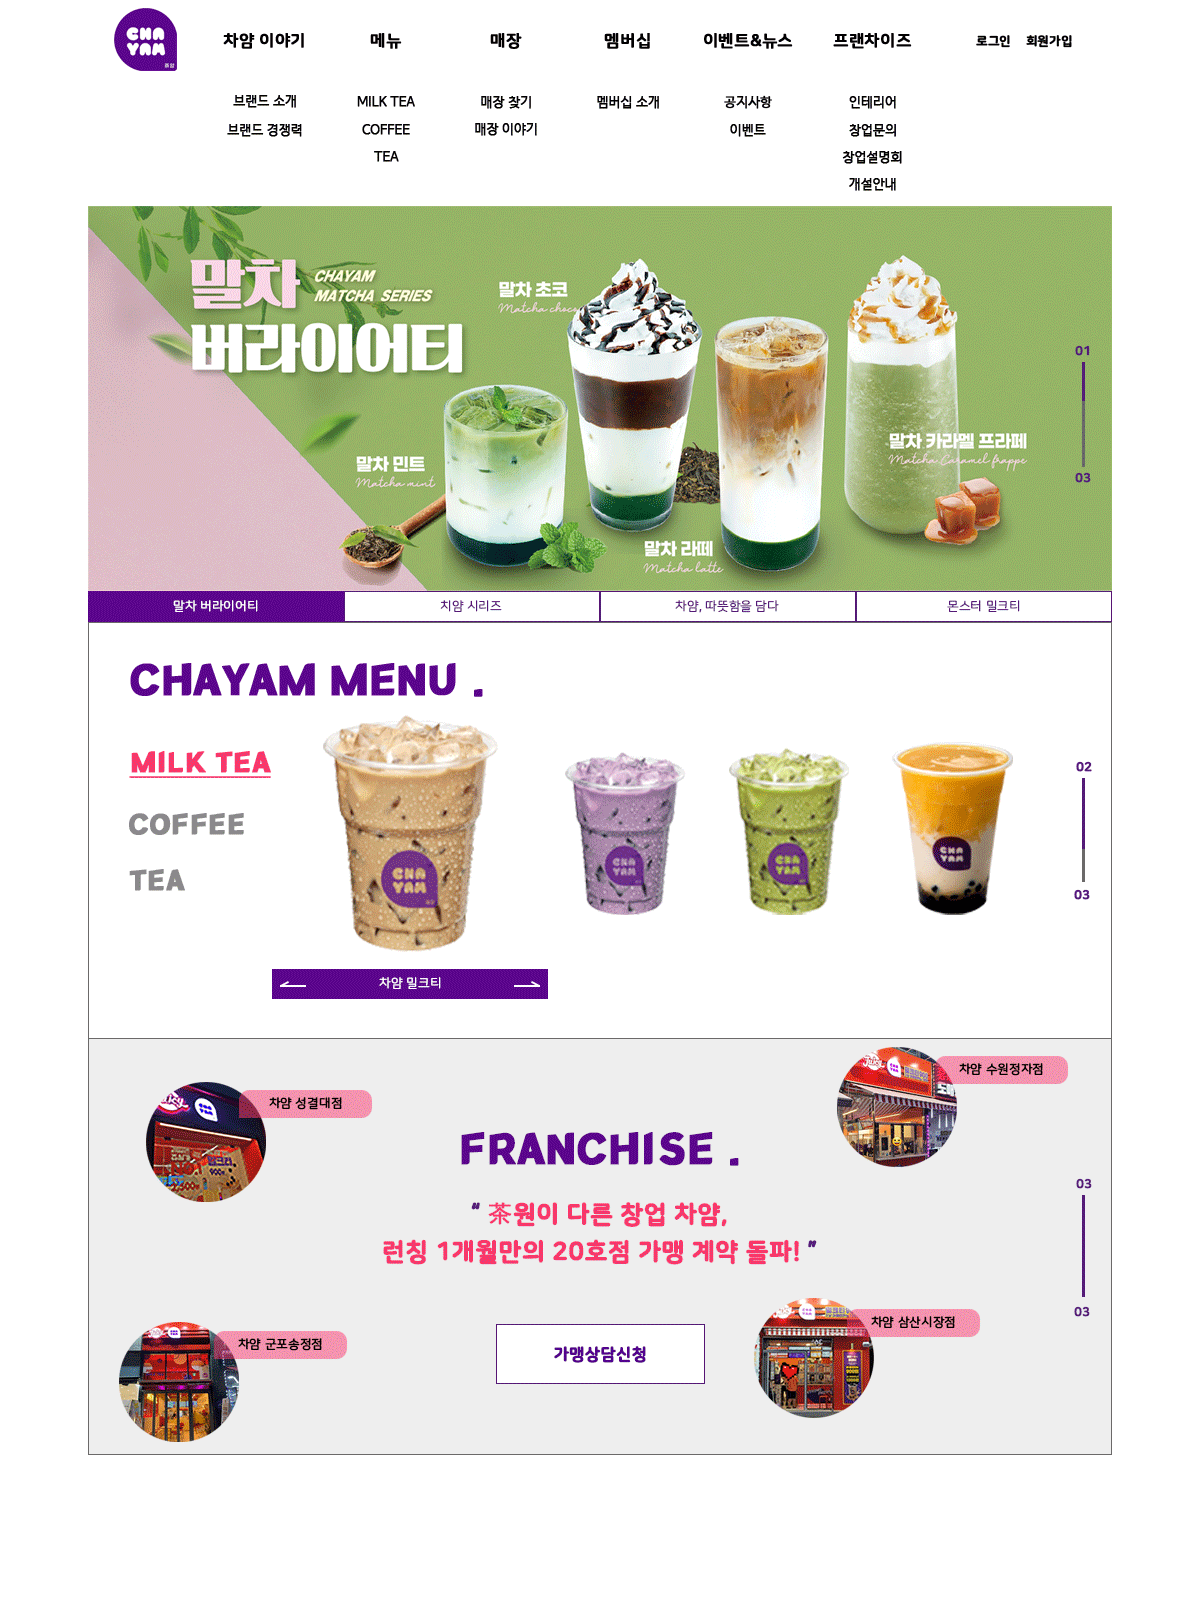 CHA
YAM
茶얌
차얌 이야기
메뉴
매장
멤버십
이벤트&뉴스
프랜차이즈
로그인
회원가입
브랜드 소개
MILK TEA
매장 찾기
멤버십 소개
공지사항
인테리어
브랜드 경쟁력
COFFEE
매장 이야기
이벤트
창업문의
TEA
창업설명회
개설안내
말차
CHAYAM
MATCHA SERIES
버라이어티
말차 초코
Matcha choco
01
말차 카라멜 프라페
Matcha Caramel frappe
말차 민트
Matcha mint
03
말차 라떼
Matcha latte
말차 버라이어티
치얌 시리즈
차얌, 따뜻함을 담다
몬스터 밀크티
CHAYAM MENU .
MILK TEA
COFFEE
TEA
CHA
YAM
CHA
YAM
CHA
YAM
CHA
YAM
02
03
차얌 밀크티
차얌 성결대점
차얌 수원정자점
FRANCHISE .
" 茶원이 다른 창업 차얌,
런칭 1개월만의 20호점 가맹 계약 돌파! "
03
03
차얌 군포송정점
차얌 삼산시장점
가맹상담신청